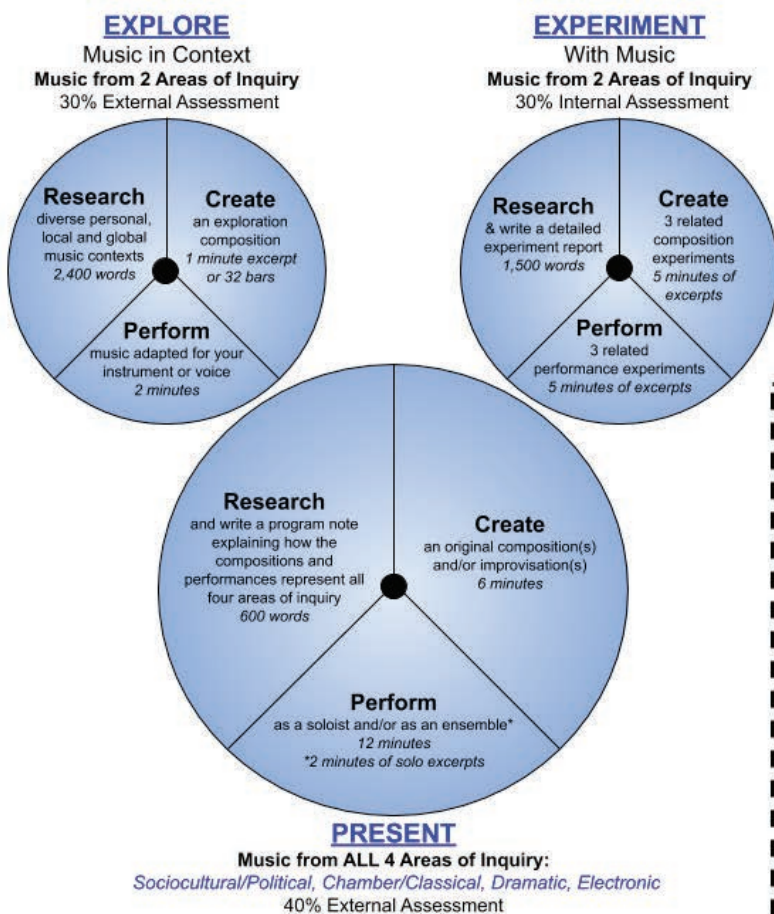 EXPLORE
Music in Context
Music from 2 Areas of Inquiry
30% External Assessment
Research
diverse personal,
local and global
music contexts
2,400 words
Create
an exploration
composition
1 minute excerpt
or 32 bars
Perform
music adapted for your
instrument or voice
2 minutes
EXPERIMENT
With Music
Music from 2 Areas of Inquiry
30% Internal Assessment
Research
& write a detailed
experiment report
1,500 words
Create
3 related
composition
experiments
5 minutes of
excerpts
Perform
3 related
performance experiments
5 minutes of excerpts
Research
and write a program note
explaining how the
compositions and
performances represent all
four areas of inquiry
600 words
Create
an original composition(s)
and/or improvisation(s)
6 minutes
Perform
as a soloist and/or as an ensemble*
12 minutes
*2 minutes of solo excerpts
PRESENT
Music from ALL 4 Areas of Inquiry:
Sociocultural/Political, Chamber/Classical, Dramatic, Electronic
40% External Assessment